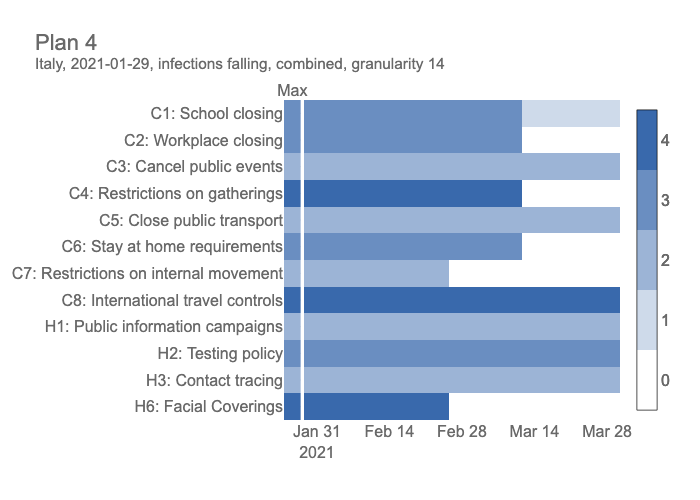 Plan 4
Italy, 2021-01-29, infections falling, combined, granularity 14
Max
C1: School closing
C2: Workplace closing
C3: Cancel public events
C4: Restrictions on gatherings
C5: Close public transport
C6: Stay at home requirements
C7: Restrictions on internal movement
C8: International travel controls
H1: Public information campaigns
H2: Testing policy
H3: Contact tracing
H6: Facial Coverings
4
3
2
1
0
Jan 31 Feb 14 Feb 28 Mar 14 Mar 28
2021